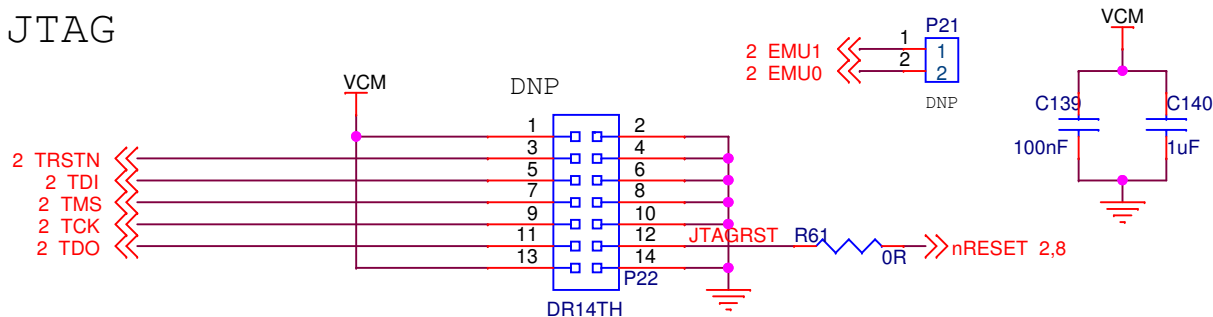 JTAG
VCM
DNP
2 EMU1
2 EMU0
1
2
P21
1
2
DNP
VCM
C139
100nF
C140
1uF
2 TRSTN
2 TDI
2 TMS
2 TCK
2 TDO
1 2
3 4
5 6
7 8
9 10
11 12
13 14
JTAGRST
R61
0R
nRESET 2,8
P22
DR14TH